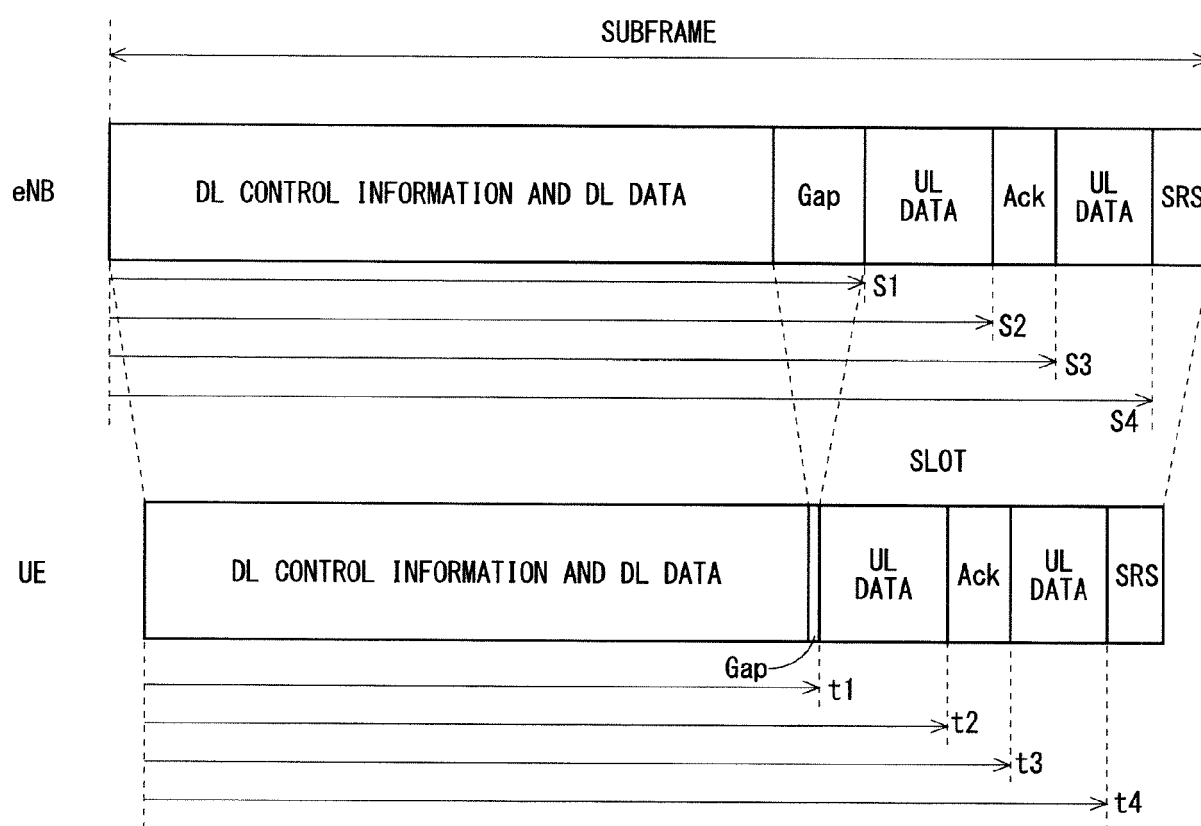 SUBFRAME
eNB
DL CONTROL INFORMATION AND DL DATA
Gap
UL
DATA
Ack
UL
DATA
SRS
S1
S2
S3
S4
SLOT
UE
DL CONTROL INFORMATION AND DL DATA
UL
DATA
Ack
UL
DATA
SRS
Gap
t1
t2
t3
t4